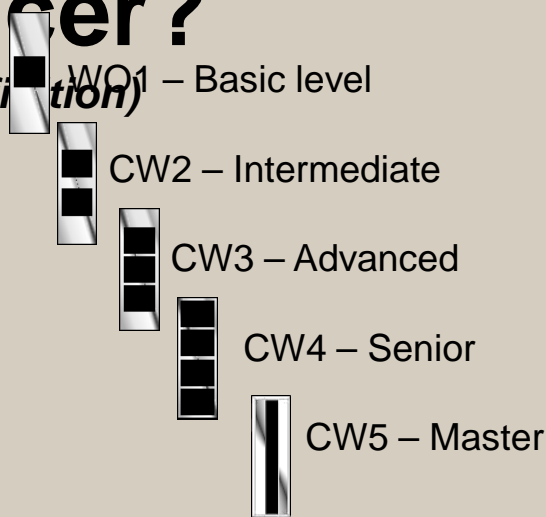 cer?
WO1 – Basic level
tion)
CW2 – Intermediate
CW3 – Advanced
CW4 – Senior
CW5 – Master